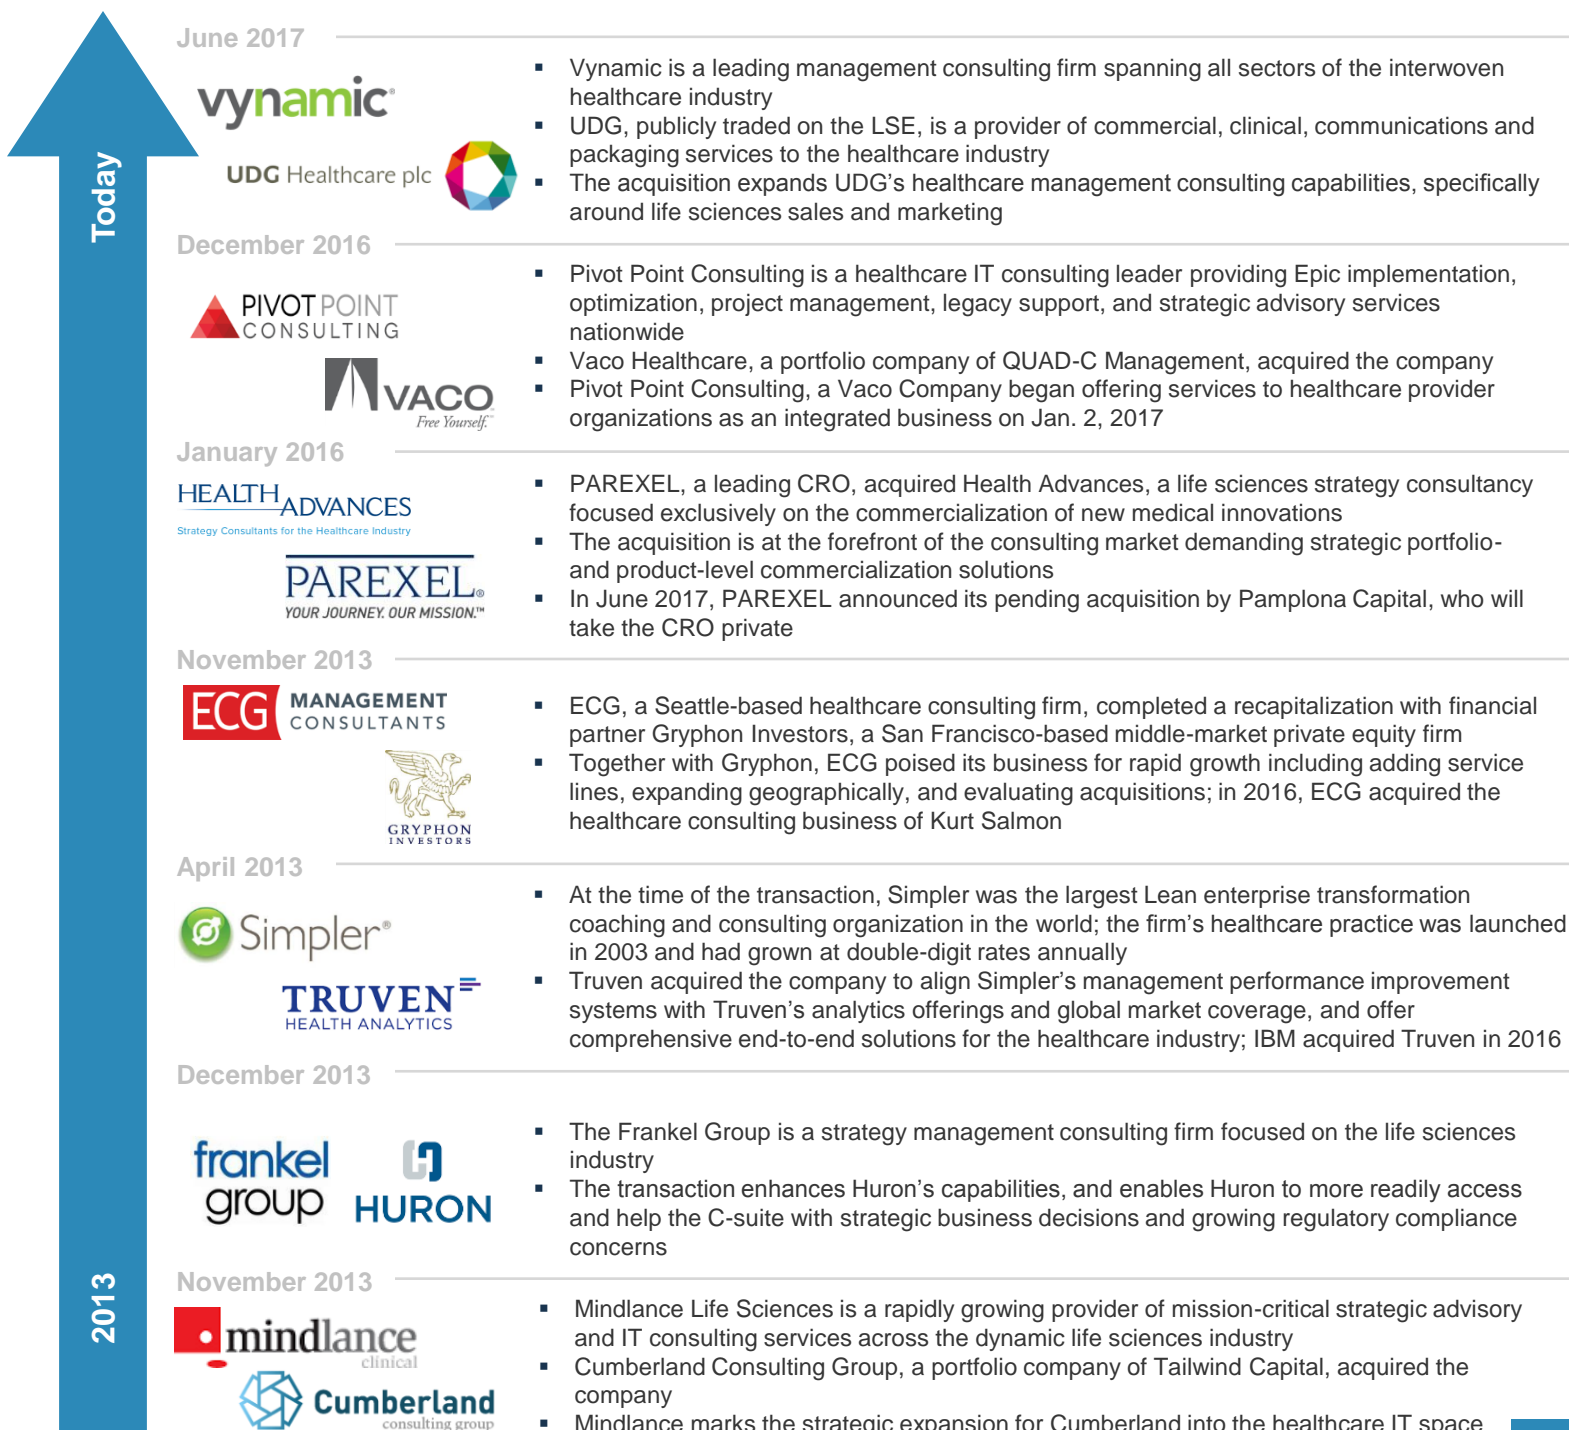 June 2017
vynamic
UDG Healthcare plc
▪ Vynamic is a leading management consulting firm spanning all sectors of the interwoven
healthcare industry
▪ UDG, publicly traded on the LSE, is a provider of commercial, clinical, communications and
packaging services to the healthcare industry
▪ The acquisition expands UDG's healthcare management consulting capabilities, specifically
around life sciences sales and marketing
Today
December 2016
PIVOT POINT
CONSULTING
VACO
Free Yourself.™
▪ Pivot Point Consulting is a healthcare IT consulting leader providing Epic implementation,
optimization, project management, legacy support, and strategic advisory services
nationwide
▪ Vaco Healthcare, a portfolio company of QUAD-C Management, acquired the company
▪ Pivot Point Consulting, a Vaco Company began offering services to healthcare provider
organizations as an integrated business on Jan. 2, 2017
January 2016
HEALTH ADVANCES
Strategy Consultants for the Healthcare Industry
PAREXEL®
YOUR JOURNEY. OUR MISSION.™
▪ PAREXEL, a leading CRO, acquired Health Advances, a life sciences strategy consultancy
focused exclusively on the commercialization of new medical innovations
▪ The acquisition is at the forefront of the consulting market demanding strategic portfolio-
and product-level commercialization solutions
▪ In June 2017, PAREXEL announced its pending acquisition by Pamplona Capital, who will
take the CRO private
November 2013
ECG MANAGEMENT
CONSULTANTS
GRYPHON
INVESTORS
▪ ECG, a Seattle-based healthcare consulting firm, completed a recapitalization with financial
partner Gryphon Investors, a San Francisco-based middle-market private equity firm
▪ Together with Gryphon, ECG poised its business for rapid growth including adding service
lines, expanding geographically, and evaluating acquisitions; in 2016, ECG acquired the
healthcare consulting business of Kurt Salmon
April 2013
Simpler®
TRUVEN
HEALTH ANALYTICS
▪ At the time of the transaction, Simpler was the largest Lean enterprise transformation
coaching and consulting organization in the world; the firm's healthcare practice was launched
in 2003 and had grown at double-digit rates annually
▪ Truven acquired the company to align Simpler's management performance improvement
systems with Truven's analytics offerings and global market coverage, and offer
comprehensive end-to-end solutions for the healthcare industry; IBM acquired Truven in 2016
December 2013
frankel
group
HURON
▪ The Frankel Group is a strategy management consulting firm focused on the life sciences
industry
▪ The transaction enhances Huron's capabilities, and enables Huron to more readily access
and help the C-suite with strategic business decisions and growing regulatory compliance
concerns
2013
November 2013
mindlance
clinical
Cumberland
consulting group
▪ Mindlance Life Sciences is a rapidly growing provider of mission-critical strategic advisory
and IT consulting services across the dynamic life sciences industry
▪ Cumberland Consulting Group, a portfolio company of Tailwind Capital, acquired the
company
▪ Mindlance marks the strategic expansion for Cumberland into the healthcare IT space